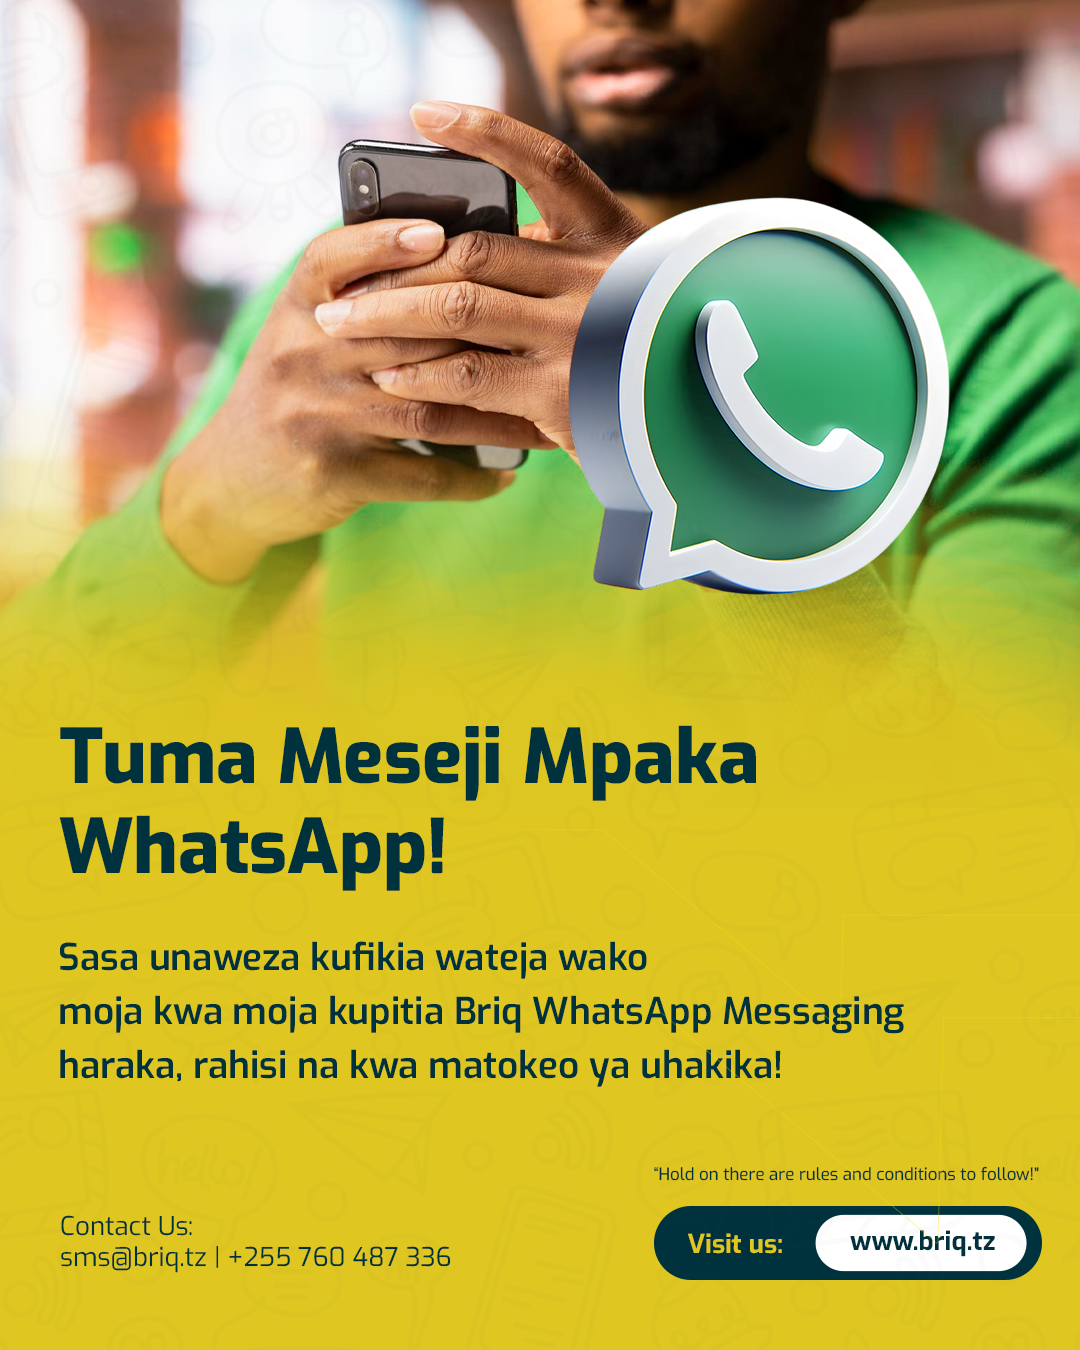 Tuma Meseji Mpaka
WhatsApp!
Sasa unaweza kufikia wateja wako
moja kwa moja kupitia Briq WhatsApp Messaging
haraka, rahisi na kwa matokeo ya uhakika!
“Hold on there are rules and conditions to follow!”
Contact Us:
sms@briq.tz | +255 760 487 336
Visit us: www.briq.tz
hello!